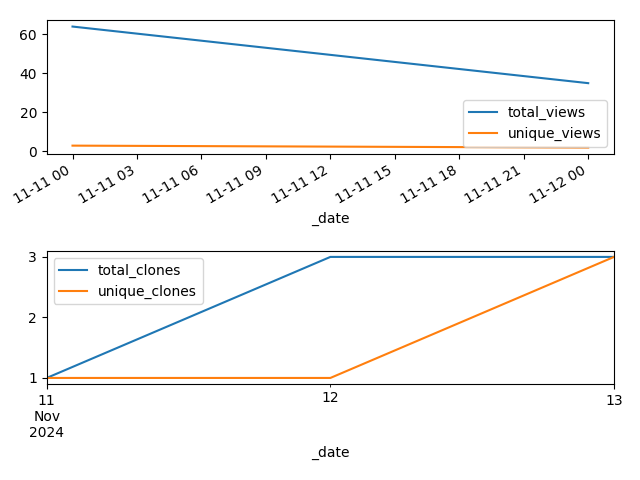 60
40
20
0
total_views
unique_views
11-11 00
11-11 03
11-11 06
11-11 09
11-11 12
11-11 15
11-11 18
11-11 21
11-12 00
_date
3
2
1
total_clones
unique_clones
11
Nov
2024
12
13
_date